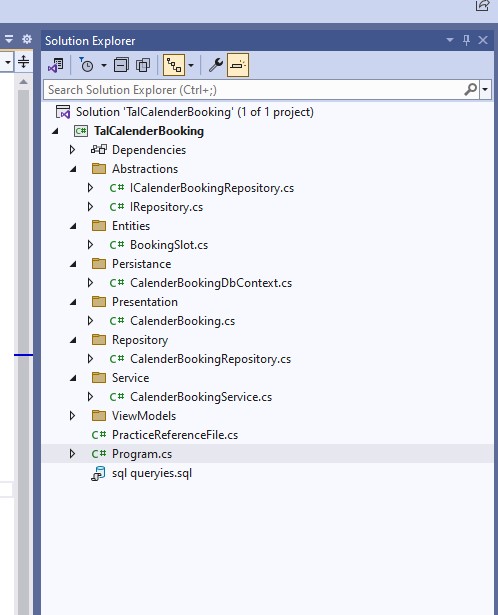 Solution Explorer
Search Solution Explorer (Ctrl+;)
Solution 'TalCalenderBooking' (1 of 1 project)
C# TalCalenderBooking
Dependencies
Abstractions
C# ICalenderBookingRepository.cs
C# IRepository.cs
Entities
C# BookingSlot.cs
Persistance
C# CalenderBookingDbContext.cs
Presentation
C# CalenderBooking.cs
Repository
C# CalenderBookingRepository.cs
Service
C# CalenderBookingService.cs
ViewModels
C# PracticeReferenceFile.cs
C# Program.cs
sql queryies.sql